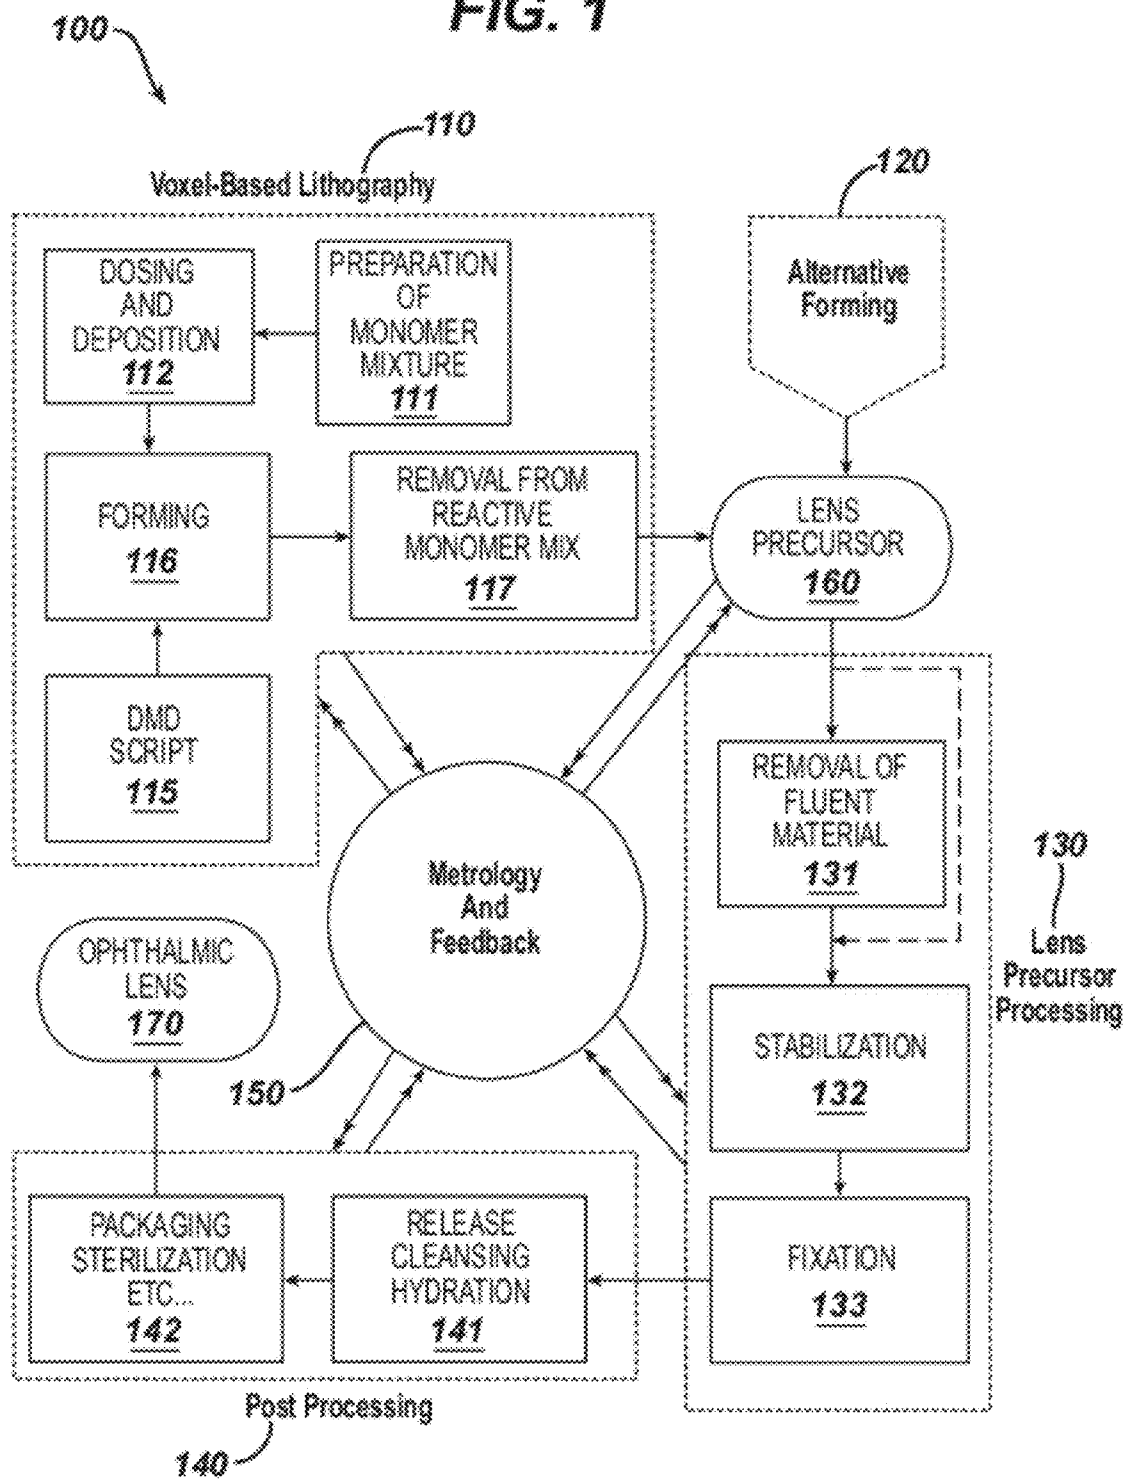 FIG. 1
100
110
Voxel-Based Lithography
120
DOSING
AND
DEPOSITION
112
PREPARATION
OF
MONOMER
MIXTURE
111
Alternative
Forming
FORMING
116
REMOVAL FROM
REACTIVE
MONOMER MIX
117
LENS
PRECURSOR
160
DMD
SCRIPT
115
REMOVAL OF
FLUENT
MATERIAL
131
130
Lens
Precursor
Processing
Metrology
And
Feedback
150
OPHTHALMIC
LENS
170
STABILIZATION
132
FIXATION
133
RELEASE
CLEANSING
HYDRATION
141
PACKAGING
STERILIZATION
ETC...
142
Post Processing
140